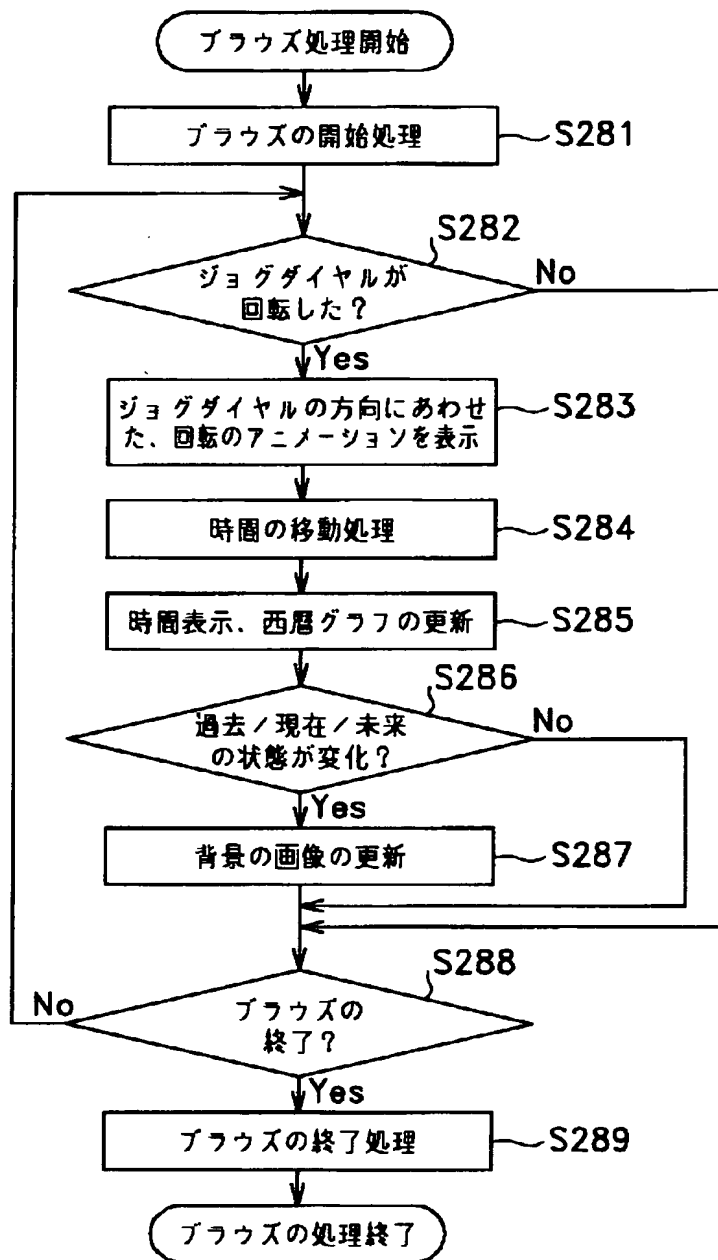 ブラウズ処理開始
ブラウズの開始処理
S281
S282
ジョグダイヤルが
回転した？
No
Yes
ジョグダイヤルの方向にあわせ
た、回転のアニメーションを表示
S283
時間の移動処理
S284
時間表示、西暦グラフの更新
S285
S286
過去／現在／未来
の状態が変化？
No
Yes
背景の画像の更新
S287
S288
No
ブラウズの
終了？
Yes
ブラウズの終了処理
S289
ブラウズの処理終了